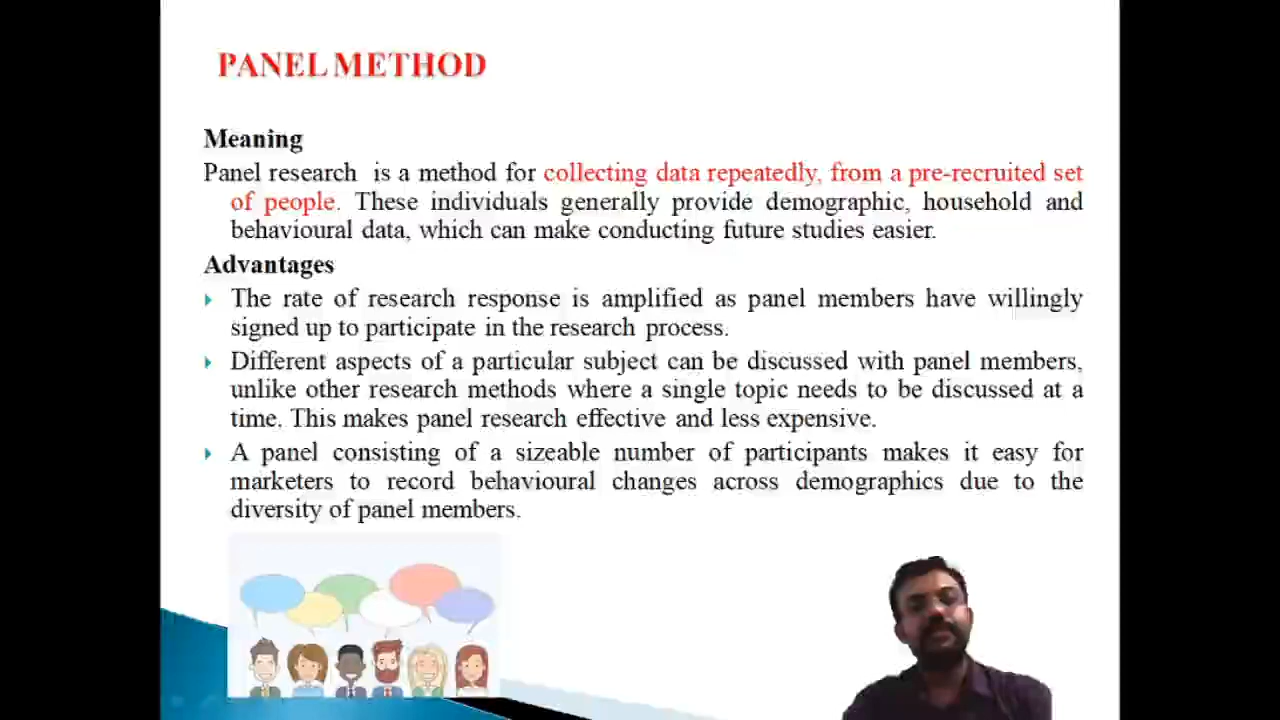 PANEL METHOD
Meaning
Panel research is a method for collecting data repeatedly, from a pre-recruited set
of people. These individuals generally provide demographic, household and
behavioural data, which can make conducting future studies easier.
Advantages
The rate of research response is amplified as panel members have willingly
signed up to participate in the research process.
Different aspects of a particular subject can be discussed with panel members,
unlike other research methods where a single topic needs to be discussed at a
time. This makes panel research effective and less expensive.
A panel consisting of a sizeable number of participants makes it easy for
marketers to record behavioural changes across demographics due to the
diversity of panel members.